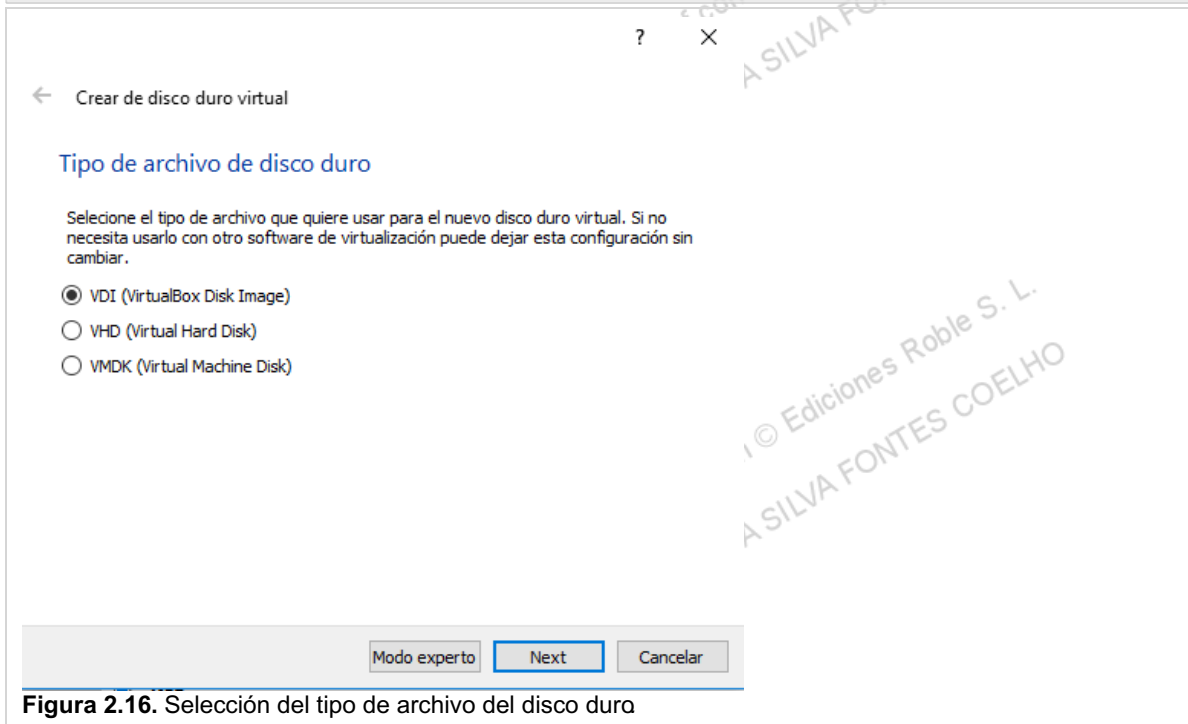 A SILVA FO
? ×
← Crear de disco duro virtual
Tipo de archivo de disco duro
Selecione el tipo de archivo que quiere usar para el nuevo disco duro virtual. Si no
necesita usarlo con otro software de virtualización puede dejar esta configuración sin
cambiar.
VDI (VirtualBox Disk Image)
VHD (Virtual Hard Disk)
VMDK (Virtual Machine Disk)
© Ediciones Roble S. L.
A SILVA FONTES COELHO
Modo experto Next Cancelar
Figura 2.16. Selección del tipo de archivo del disco duro.